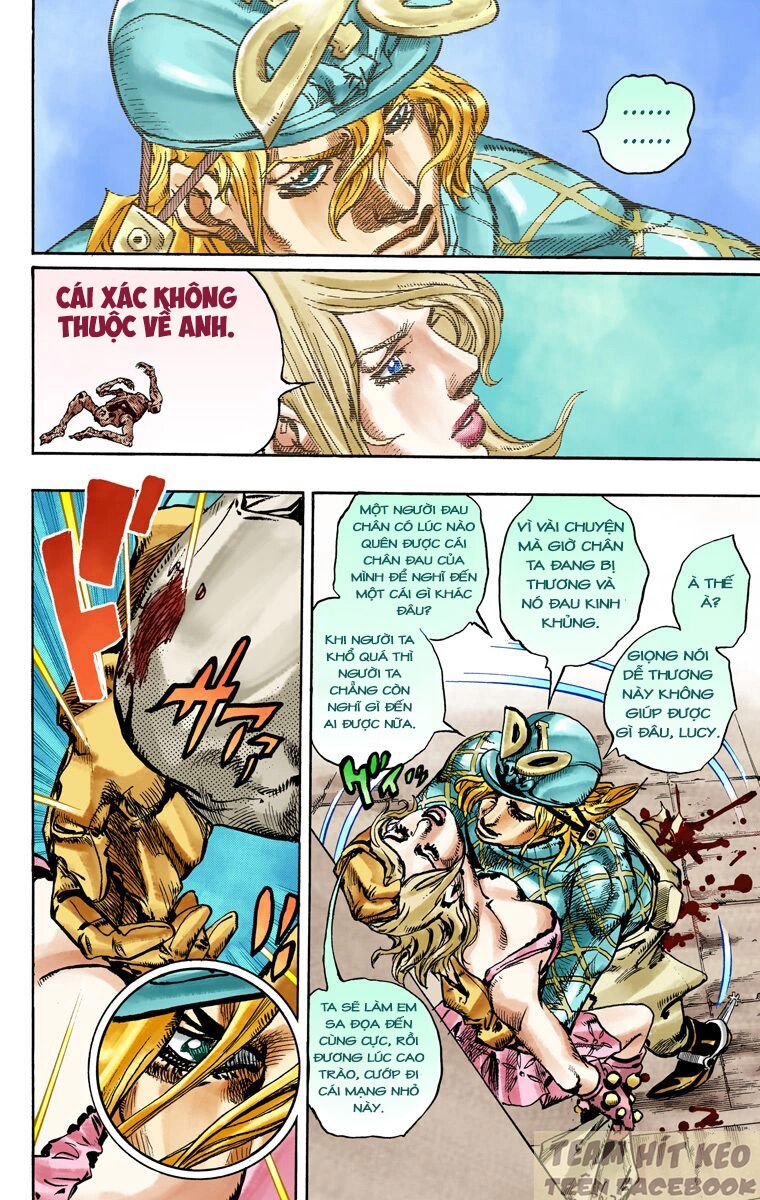 ......
......
CÁI XÁC KHÔNG
THUỘC VỀ ANH.
À THẾ
À?
GIỌNG NÓI
DỄ THƯƠNG
NÀY KHÔNG
GIÚP ĐƯỢC
GÌ ĐÂU, LUCY.
VÌ VÀI CHUYỆN
MÀ GIỜ CHÂN
TA ĐANG BỊ
THƯƠNG VÀ
NÓ ĐAU KINH
KHỦNG.
MỘT NGƯỜI ĐAU
CHÂN CÓ LÚC NÀO
QUÊN ĐƯỢC CÁI
CHÂN ĐAU CỦA
MÌNH ĐỂ NGHĨ ĐẾN
MỘT CÁI GÌ KHÁC
ĐÂU?
KHI NGƯỜI TA
KHỔ QUÁ THÌ
NGƯỜI TA
CHẲNG CÒN
NGHĨ GÌ ĐẾN
AI ĐƯỢC NỮA.
DIO
TA SẼ LÀM EM
SA ĐỌA ĐẾN
CÙNG CỰC, RỒI
ĐƯƠNG LÚC CAO
TRÀO, CƯỚP ĐI
CÁI MẠNG NHỎ
NÀY.
TEAM HÍT KEO
TRÊN FACEBOOK